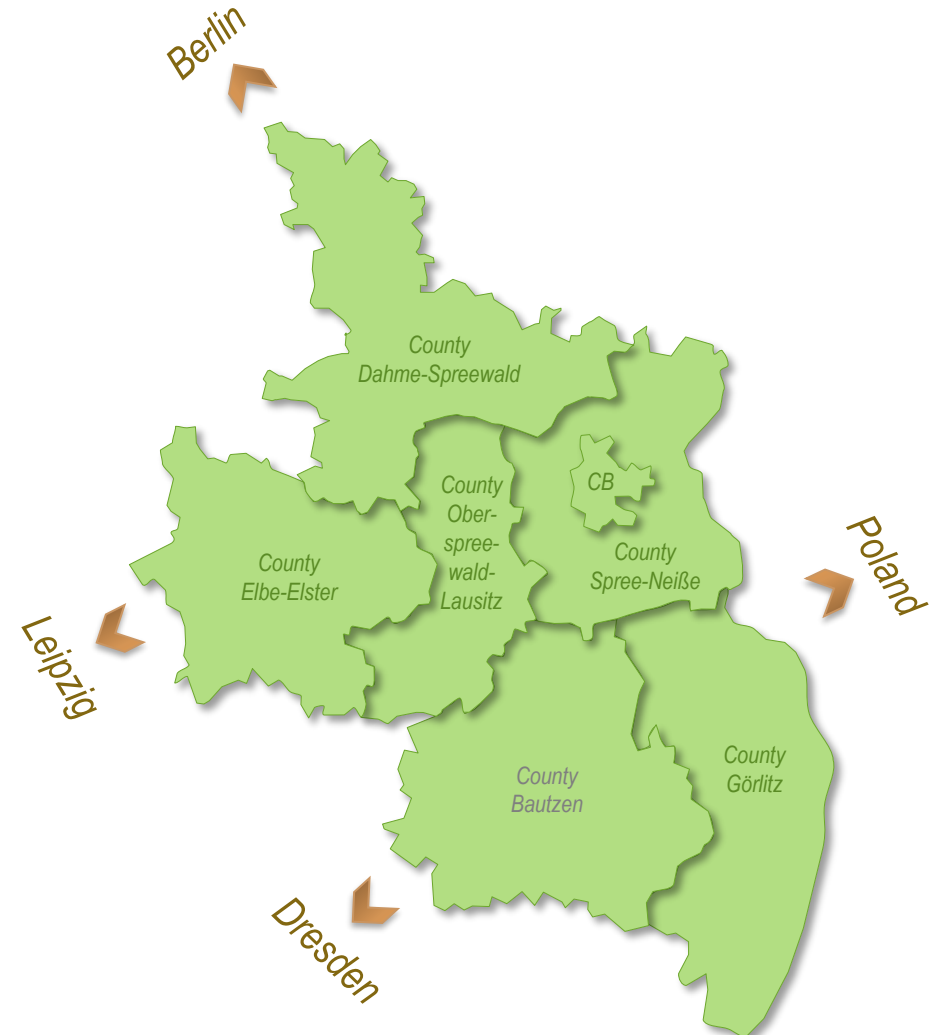 Berlin
County
Dahme-Spreewald
County
Ober-
spree-
wald-
Lausitz
CB
County
Spree-Neiße
County
Elbe-Elster
Poland
Leipzig
County
Görlitz
County
Bautzen
Dresden